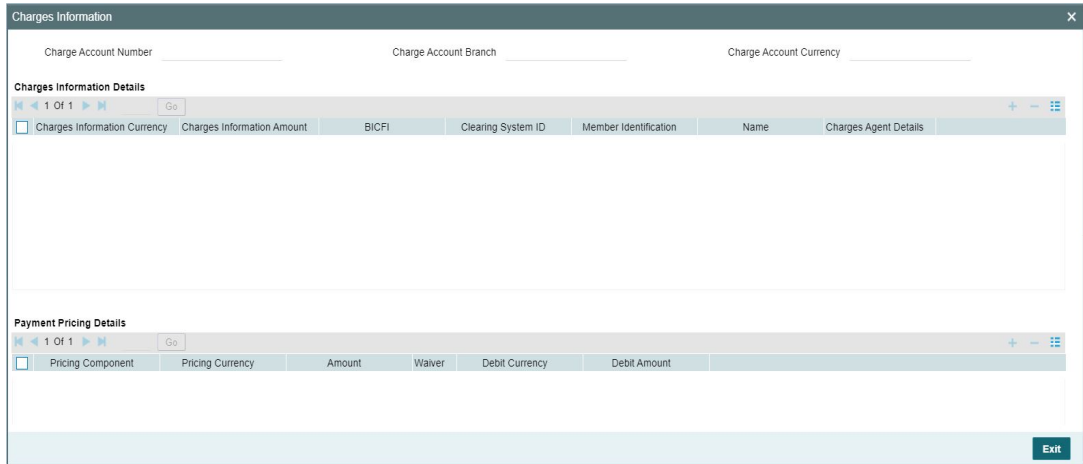 Charges Information
Charge Account Number Charge Account Branch Charge Account Currency
Charges Information Details
1 Of 1 Go
Charges Information Currency Charges Information Amount BICFI Clearing System ID Member Identification Name Charges Agent Details
Payment Pricing Details
1 Of 1 Go
Pricing Component Pricing Currency Amount Waiver Debit Currency Debit Amount
Exit